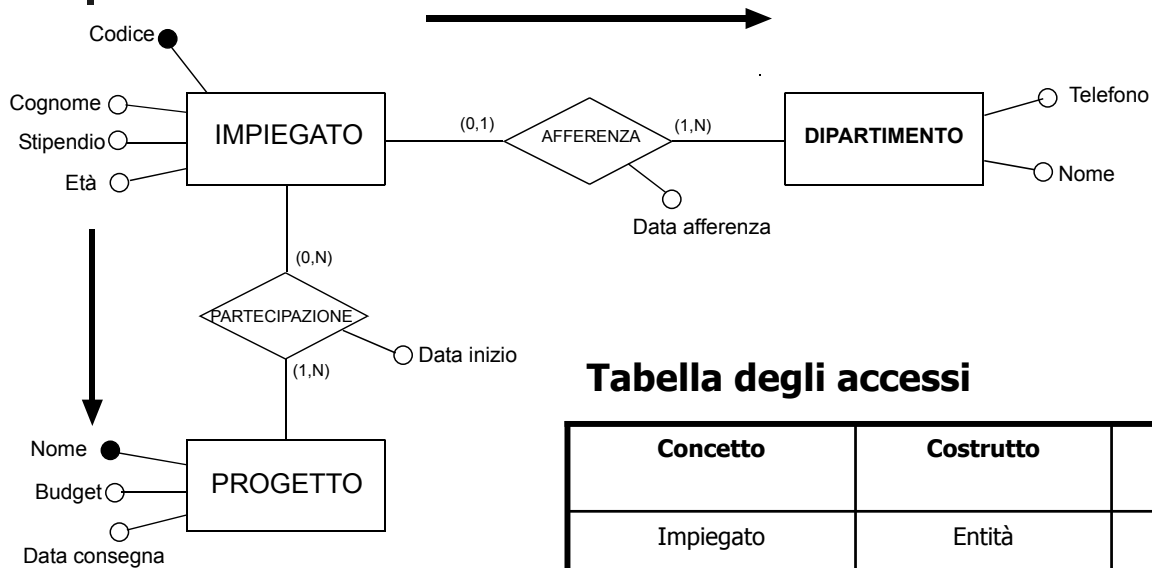 Codice
Cognome
Stipendio
Età
IMPIEGATO
(0,1)
AFFERENZA
(1,N)
DIPARTIMENTO
Telefono
Nome
Data afferenza
(0,N)
PARTECIPAZIONE
Data inizio
(1,N)
Nome
Budget
Data consegna
PROGETTO
Tabella degli accessi
Concetto Costrutto
Impiegato Entità